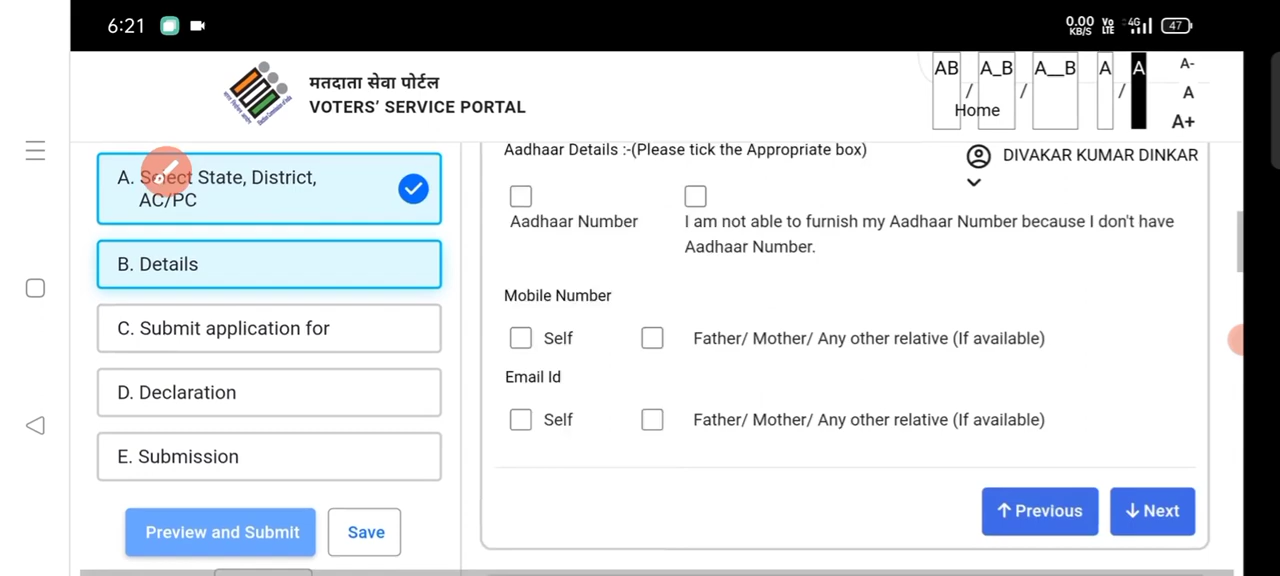 6:21
0.00 KB/S Vo LTE 4G 47
मतदाता सेवा पोर्टल
VOTERS' SERVICE PORTAL
AB / A_B / A__B A / A
Home
A-
A
A+
DIVAKAR KUMAR DINKAR
A. Select State, District,
AC/PC
B. Details
C. Submit application for
D. Declaration
E. Submission
Preview and Submit Save
Aadhaar Details :-(Please tick the Appropriate box)
Aadhaar Number
I am not able to furnish my Aadhaar Number because I don't have
Aadhaar Number.
Mobile Number
Self Father/ Mother/ Any other relative (If available)
Email Id
Self Father/ Mother/ Any other relative (If available)
Previous Next